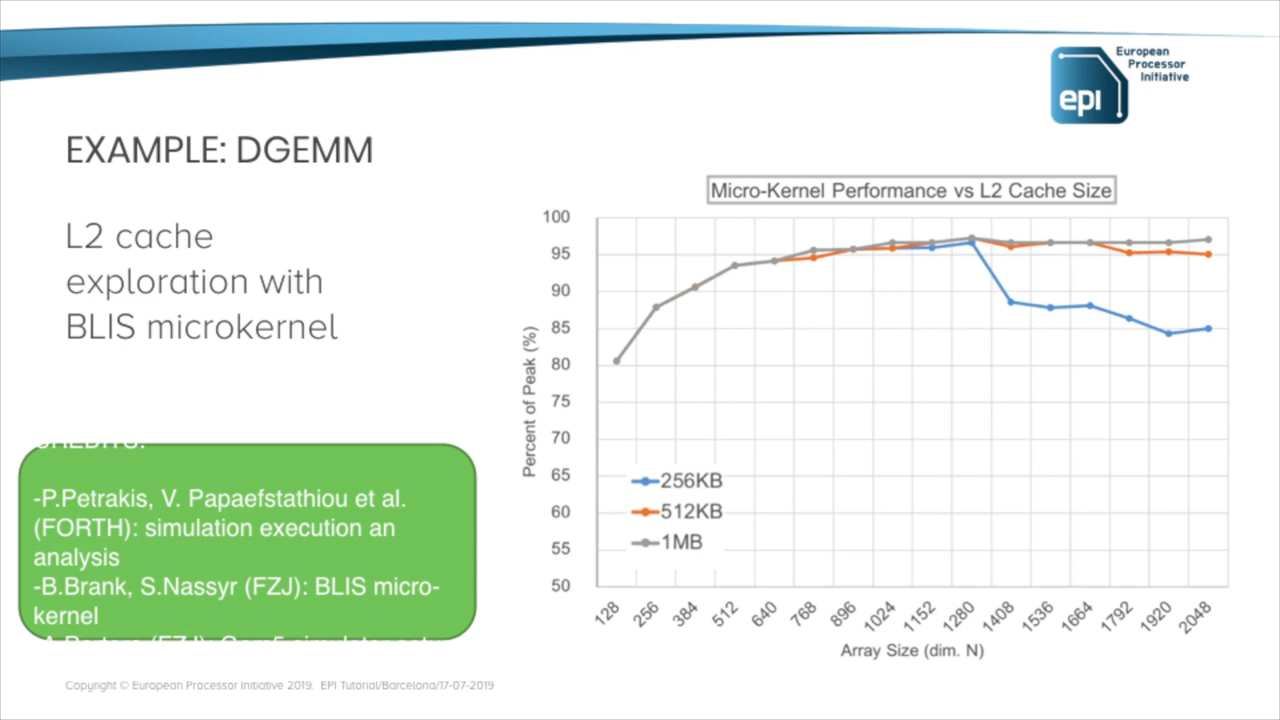 European
Processor
Initiative
epi
EXAMPLE: DGEMM
L2 cache
exploration with
BLIS microkernel
CREDITS:
-P.Petrakis, V. Papaefstathiou et al.
(FORTH): simulation execution an
analysis
-B.Brank, S.Nassyr (FZJ): BLIS micro-
kernel
Micro-Kernel Performance vs L2 Cache Size
Percent of Peak (%)
100
95
90
85
80
75
70
65
60
55
50
256KB
512KB
1MB
128 256 384 512 640 768 896 1024 1152 1280 1408 1536 1664 1792 1920 2048
Array Size (dim. N)
Copyright © European Processor Initiative 2019. EPI Tutorial/Barcelona/17-07-2019